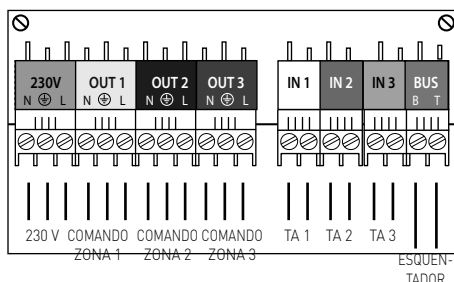 230V OUT 1 OUT 2 OUT 3 IN 1 IN 2 IN 3 BUS
N L N L N L N L B T
230 V COMANDO ZONA 1 COMANDO ZONA 2 COMANDO ZONA 3 TA 1 TA 2 TA 3 ESQUEN-
TADOR